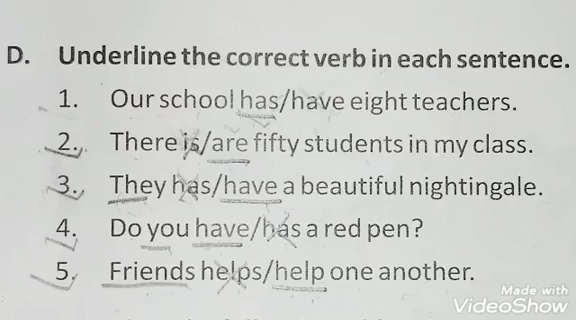 D. Underline the correct verb in each sentence.
1. Our school has/have eight teachers.
2. There is/are fifty students in my class.
3. They has/have a beautiful nightingale.
4. Do you have/has a red pen?
5. Friends helps/help one another.
Made with
VideoShow